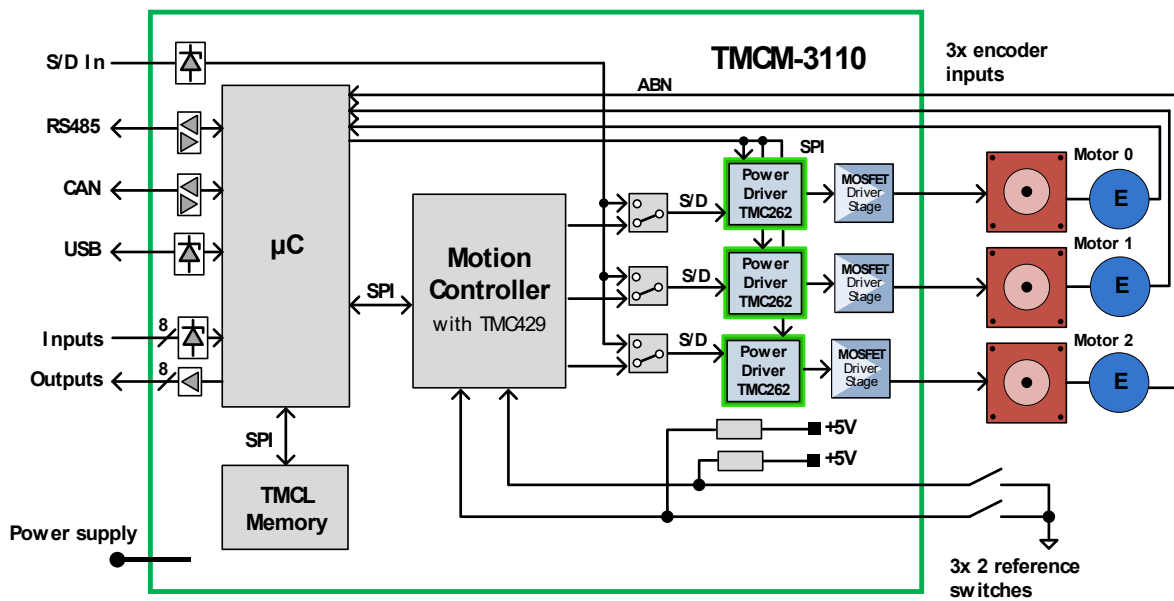 S/D In
TMCM-3110
3x encoder
inputs
ABN
RS485
SPI
Motor 0
CAN
Power
Driver
TMC262
MOSFET
Driver
Stage
E
S/D
USB
µC
Motion
Controller
with TMC429
SPI
Motor 1
Power
Driver
TMC262
MOSFET
Driver
Stage
E
S/D
Inputs
8
Outputs
8
Motor 2
S/D
Power
Driver
TMC262
MOSFET
Driver
Stage
E
+5V
+5V
SPI
TMCL
Memory
Power supply
3x 2 reference
switches